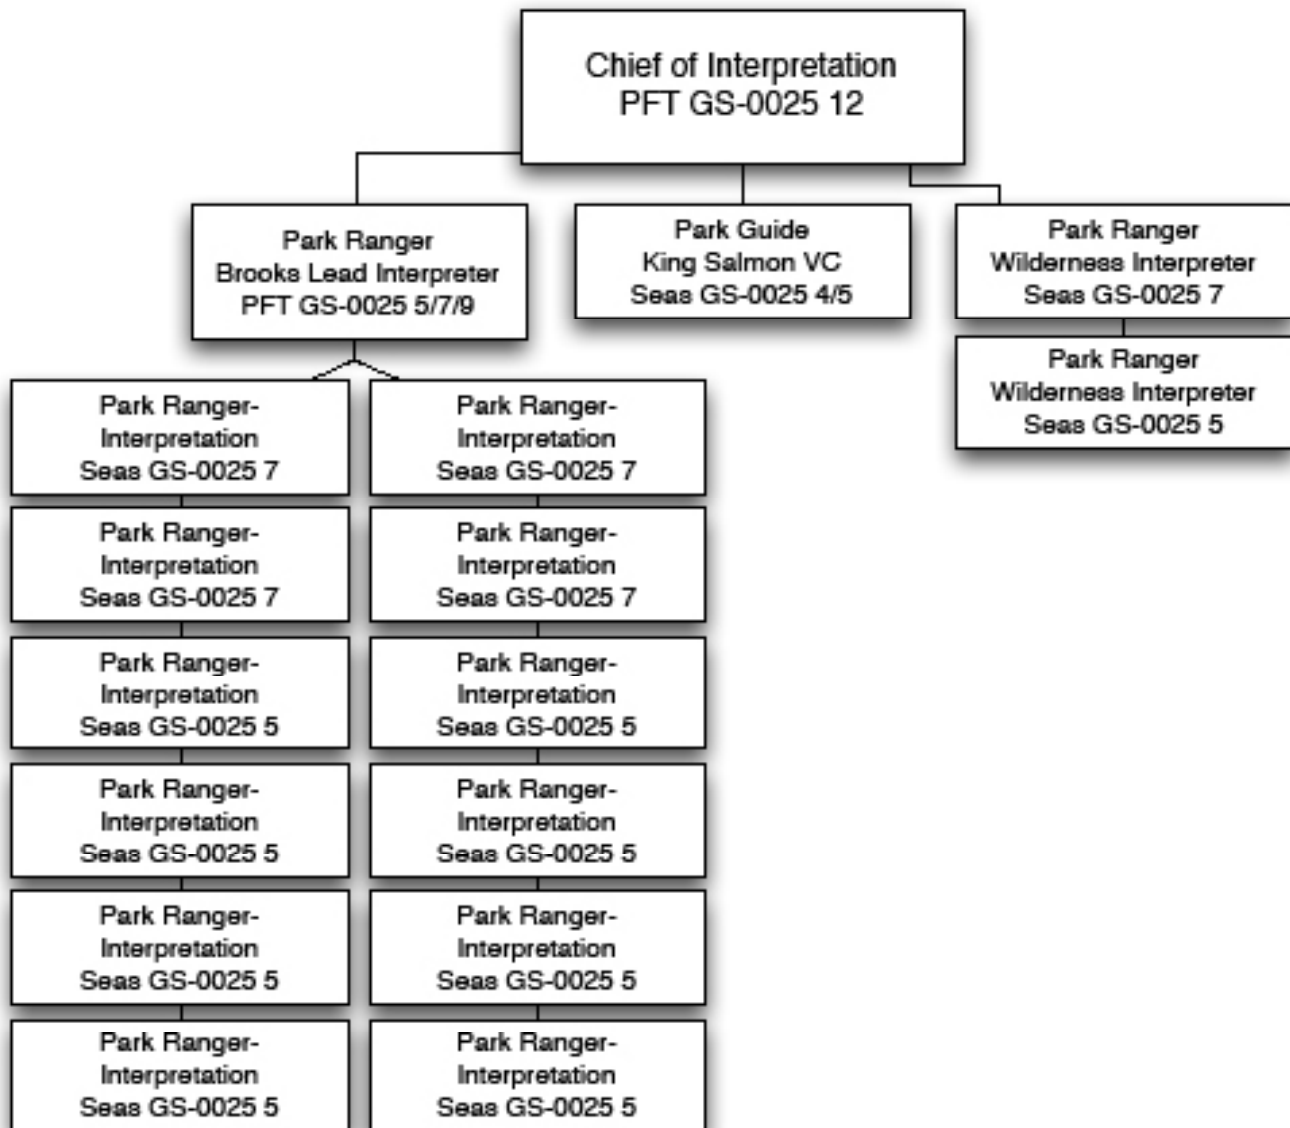 Chief of Interpretation
PFT GS-0025 12
Park Ranger
Brooks Lead Interpreter
PFT GS-0025 5/7/9
Park Guide
King Salmon VC
Seas GS-0025 4/5
Park Ranger
Wilderness Interpreter
Seas GS-0025 7
Park Ranger
Wilderness Interpreter
Seas GS-0025 5
Park Ranger-
Interpretation
Seas GS-0025 7
Park Ranger-
Interpretation
Seas GS-0025 7
Park Ranger-
Interpretation
Seas GS-0025 5
Park Ranger-
Interpretation
Seas GS-0025 5
Park Ranger-
Interpretation
Seas GS-0025 5
Park Ranger-
Interpretation
Seas GS-0025 5
Park Ranger-
Interpretation
Seas GS-0025 7
Park Ranger-
Interpretation
Seas GS-0025 7
Park Ranger-
Interpretation
Seas GS-0025 5
Park Ranger-
Interpretation
Seas GS-0025 5
Park Ranger-
Interpretation
Seas GS-0025 5
Park Ranger-
Interpretation
Seas GS-0025 5